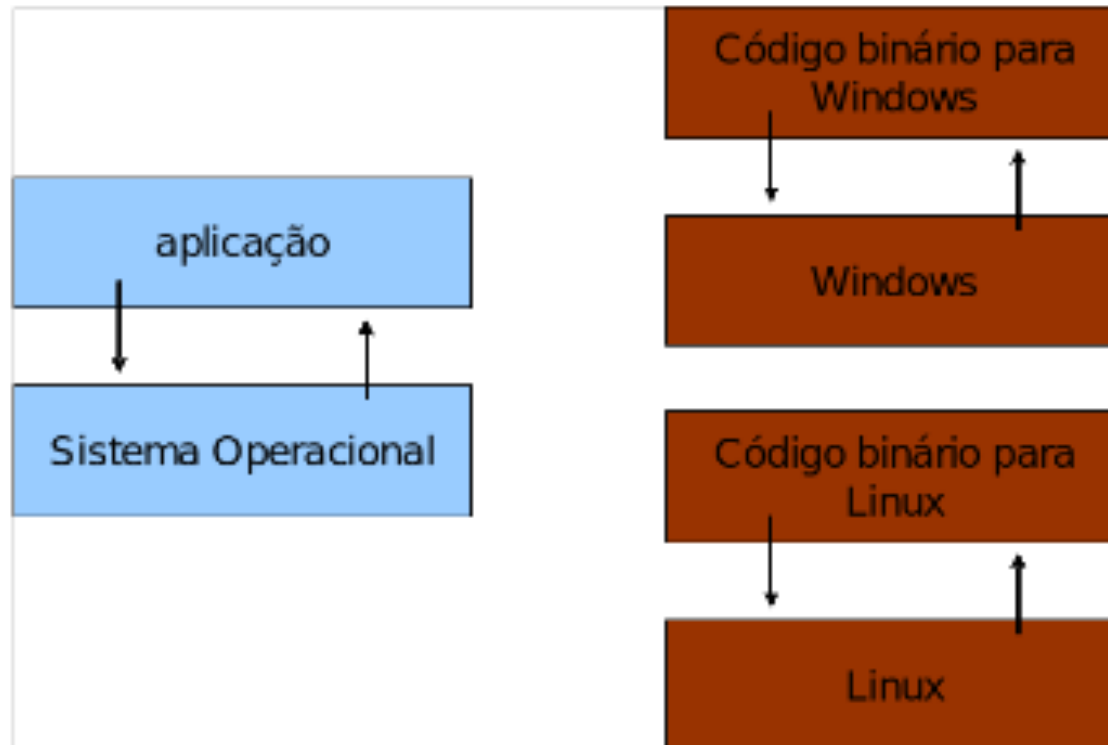 aplicação
Sistema Operacional
Código binário para
Windows
Windows
Código binário para
Linux
Linux